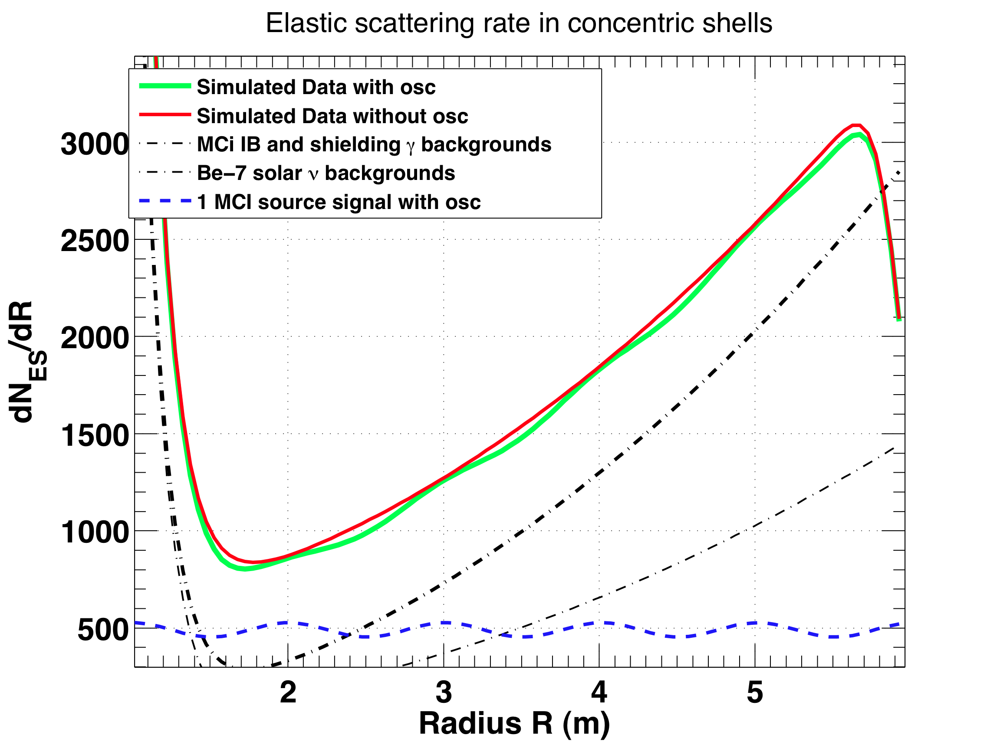 Elastic scattering rate in concentric shells
Simulated Data with osc
Simulated Data without osc
MCi IB and shielding γ backgrounds
Be−7 solar ν backgrounds
1 MCI source signal with osc
3000
2500
2000
1500
1000
500
dN_ES/dR
2 3 4 5
Radius R (m)